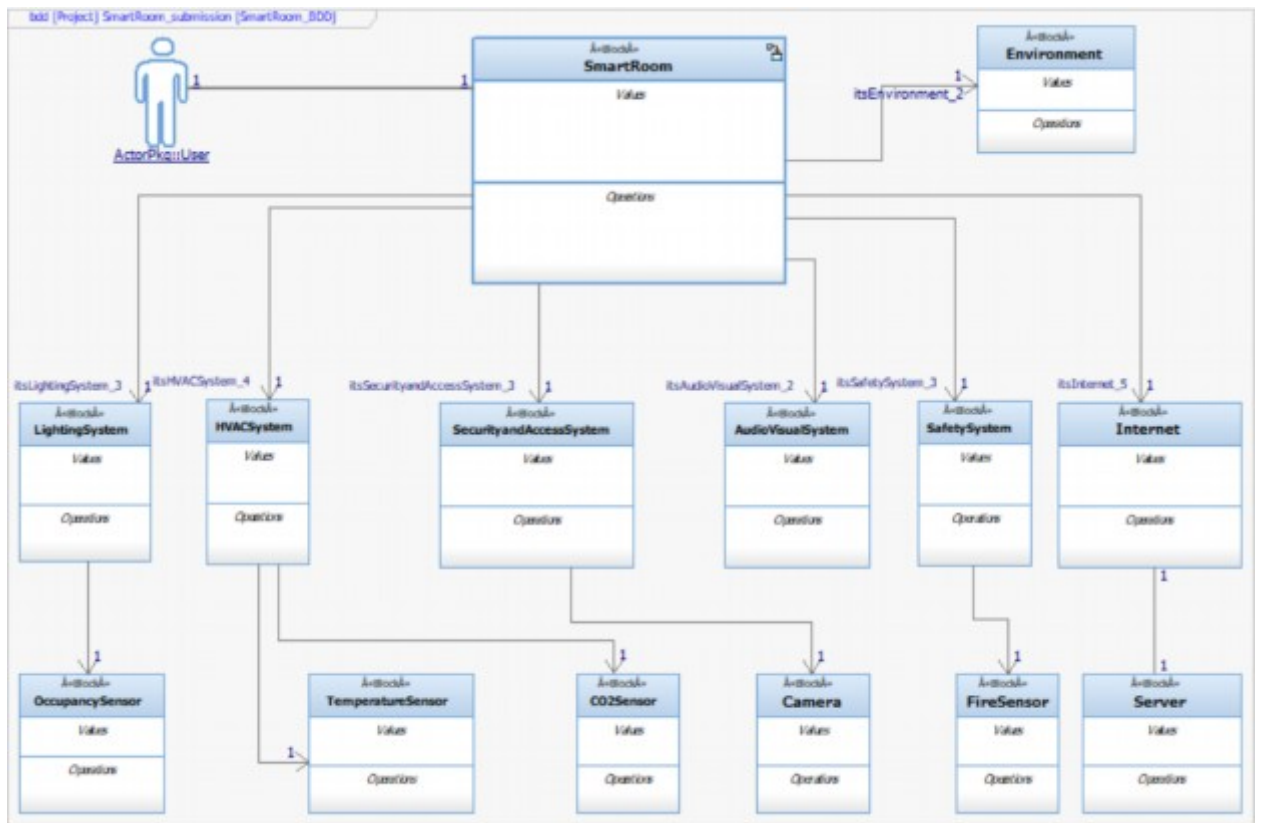 bdd [Project] SmartRoom_submission [SmartRoom_BDD]
«Block»
SmartRoom
Values
Operations
1
1
ActorPkg::User
1
itsEnvironment_2
«Block»
Environment
Values
Operations
itsLightingSystem_3
1
itsHVACSystem_4
1
itsSecurityandAccessSystem_3
1
itsAudioVisualSystem_2
1
itsSafetySystem_3
1
itsInternet_5
1
«Block»
LightingSystem
Values
Operations
«Block»
HVACSystem
Values
Operations
«Block»
SecurityandAccessSystem
Values
Operations
«Block»
AudioVisualSystem
Values
Operations
«Block»
SafetySystem
Values
Operations
«Block»
Internet
Values
Operations
1
1
1
1
1
1
1
«Block»
OccupancySensor
Values
Operations
«Block»
TemperatureSensor
Values
Operations
«Block»
CO2Sensor
Values
Operations
«Block»
Camera
Values
Operations
«Block»
FireSensor
Values
Operations
«Block»
Server
Values
Operations